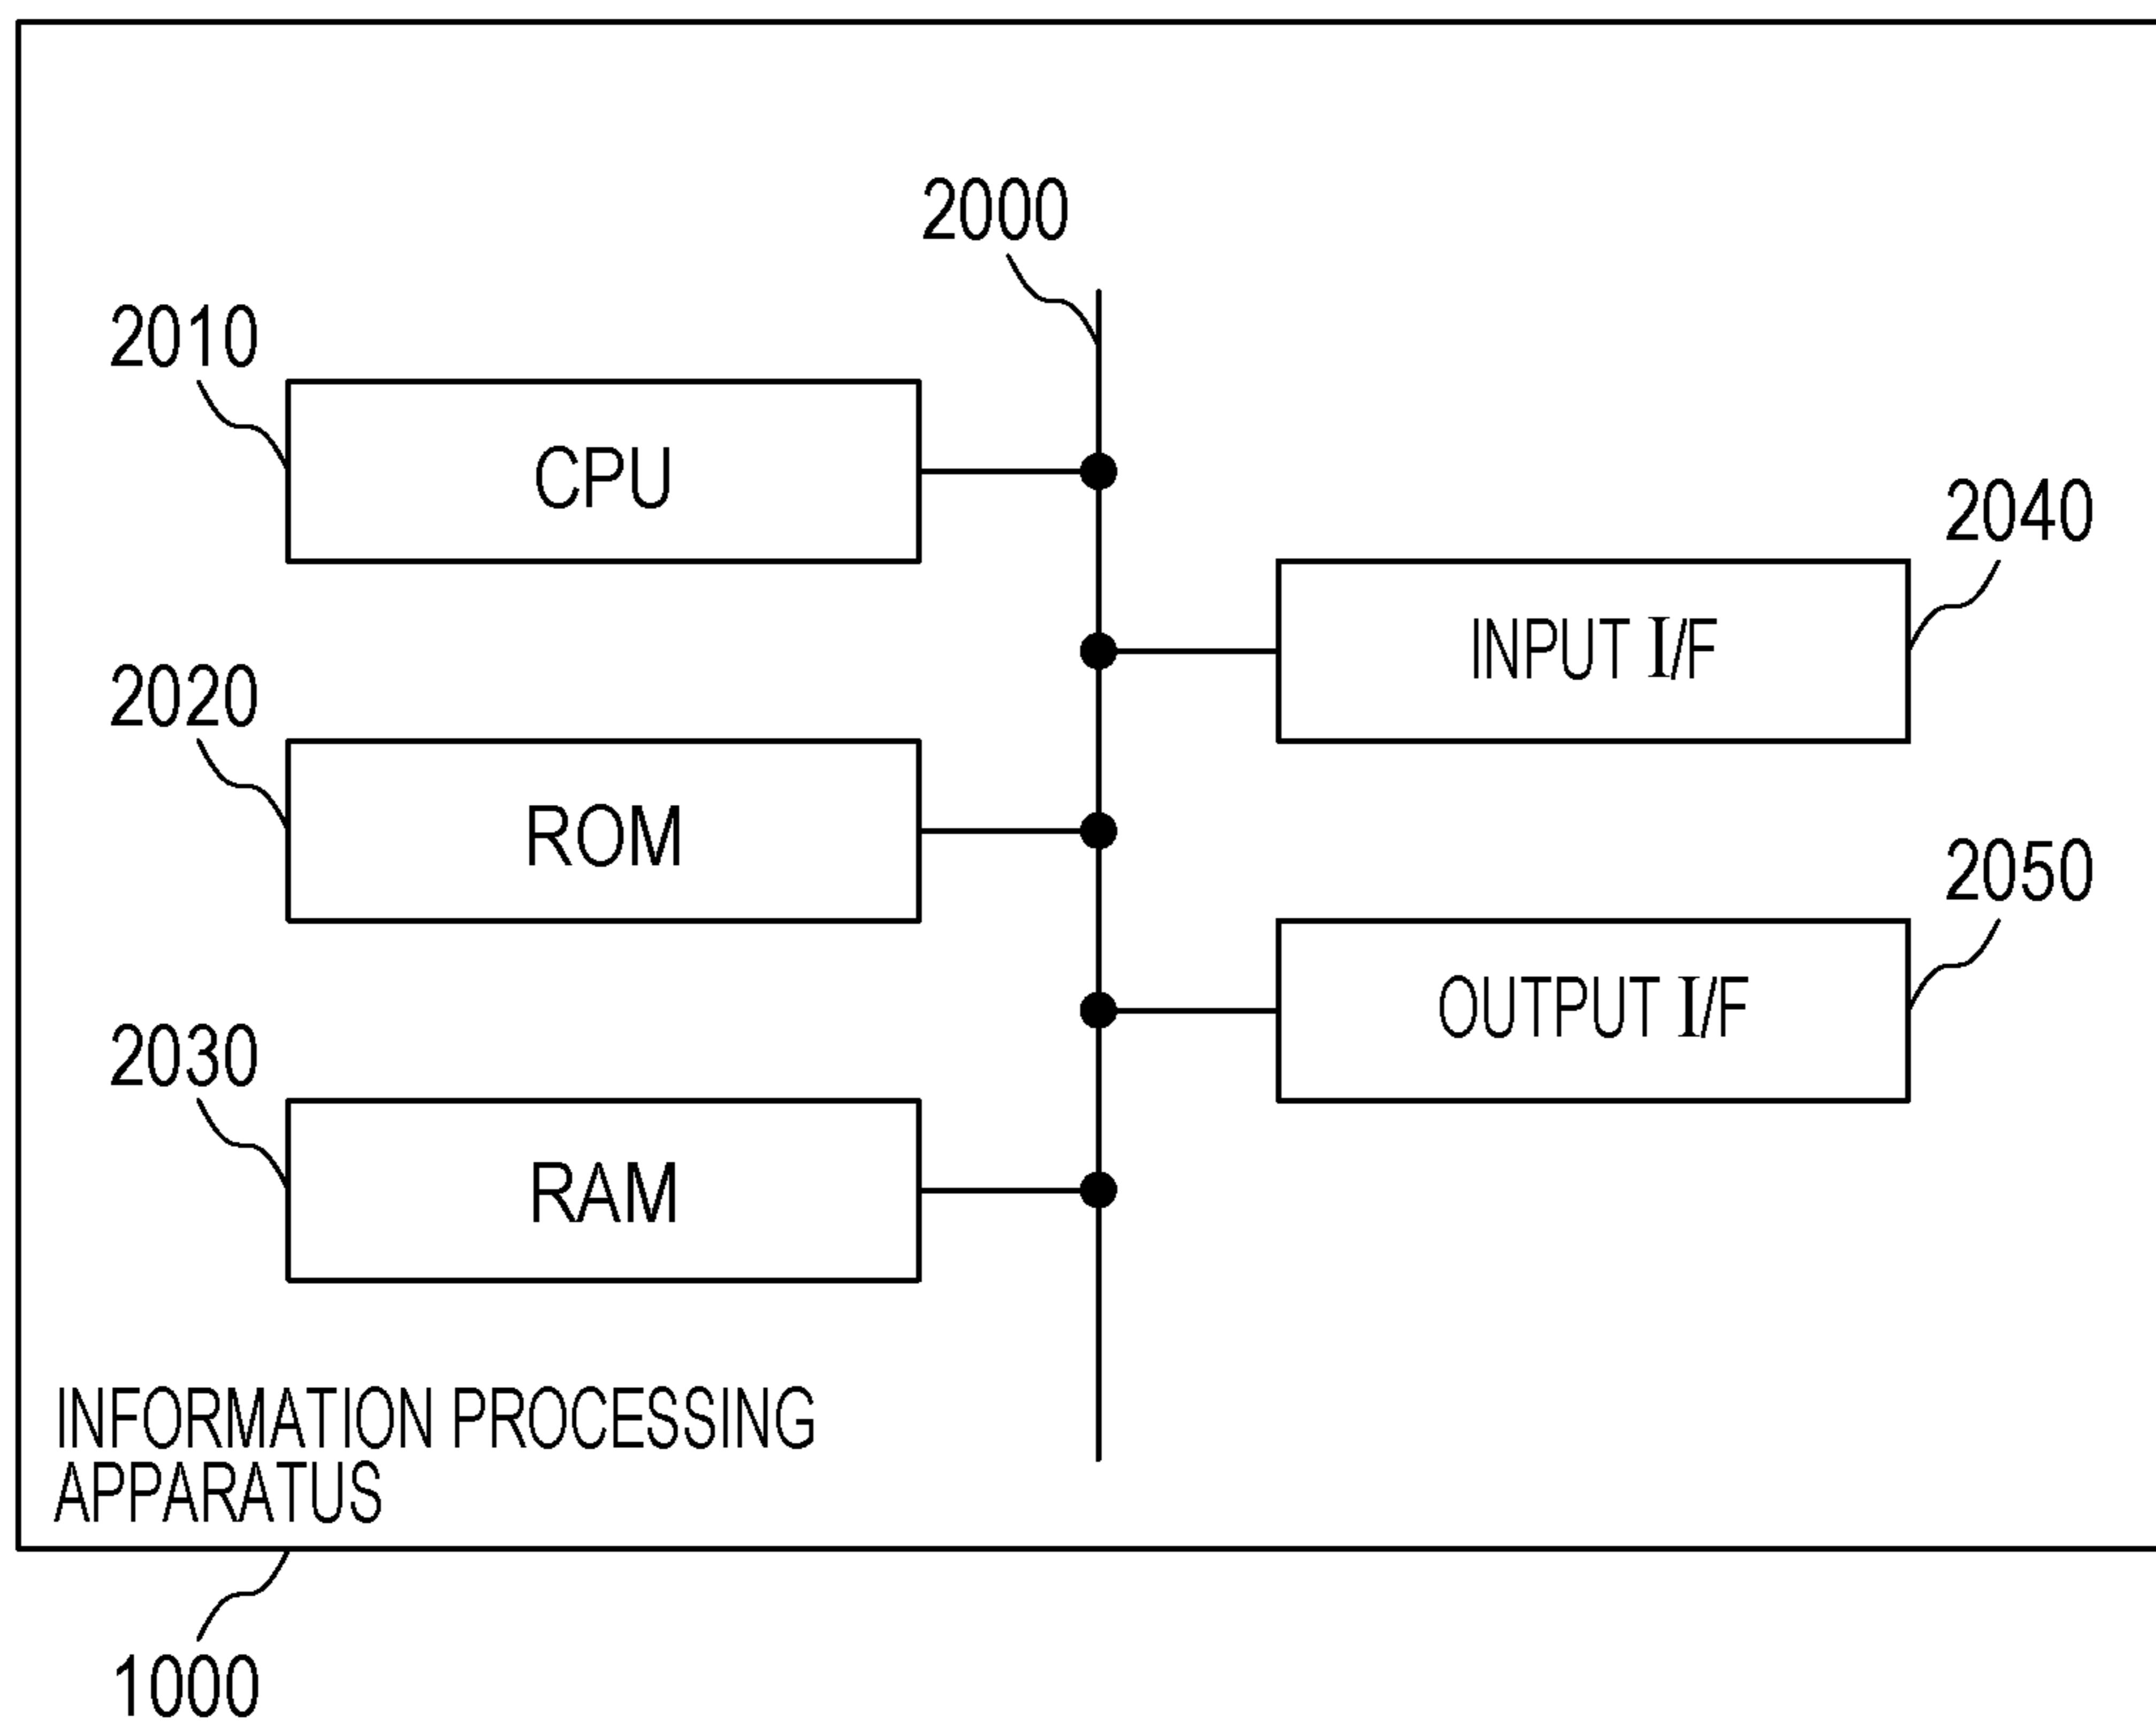 2000
2010
CPU
2040
INPUT I/F
2020
ROM
2050
OUTPUT I/F
2030
RAM
INFORMATION PROCESSING
APPARATUS
1000